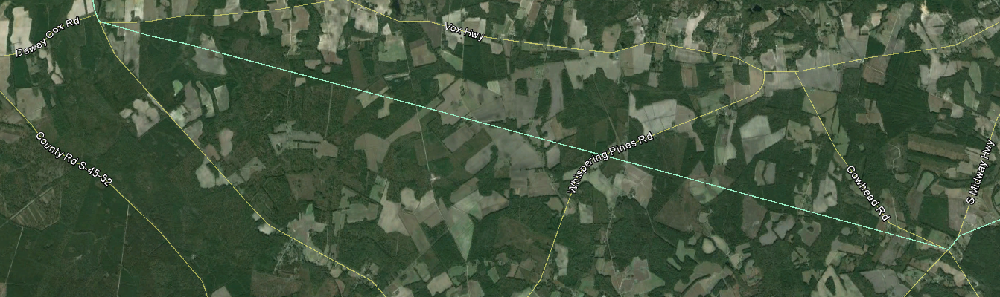 Dewey Cox Rd
Vox Hwy
County Rd S-45-52
Whispering Pines Rd
Cowhead Rd
S Midway Hwy